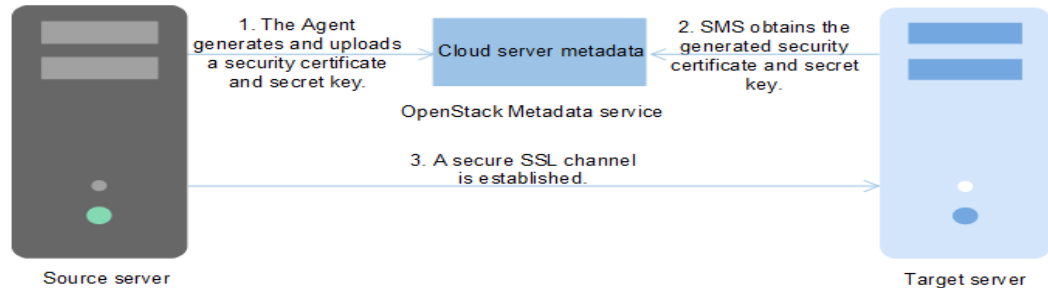 1. The Agent
generates and uploads
a security certificate
and secret key.
Cloud server metadata
2. SMS obtains the
generated security
certificate and secret
key.
OpenStack Metadata service
3. A secure SSL channel
is established.
Source server
Target server